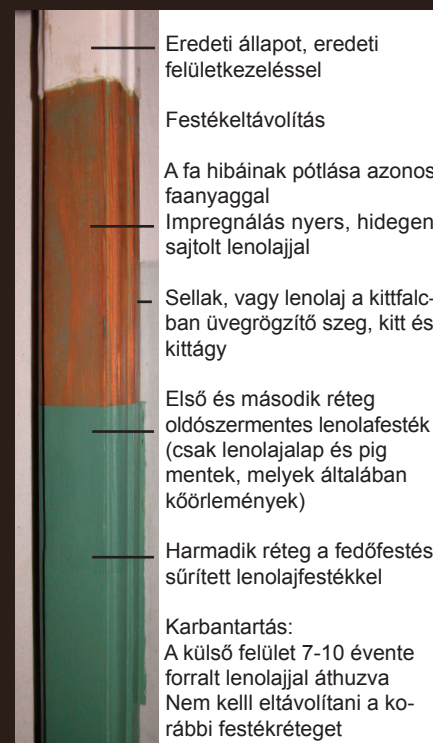 Eredeti állapot, eredeti
felületkezeléssel
Festékeltávolítás
A fa hibáinak pótlása azonos
faanyaggal
Impregnálás nyers, hidegen
sajtolt lenolajjal
Sellak, vagy lenolaj a kittfalc-
ban üvegrögzítő szeg, kitt és
kittágy
Első és második réteg
oldószermentes lenolafesték
(csak lenolajalap és pig
mentek, melyek általában
kőörlemények)
Harmadik réteg a fedőfestés
sűrített lenolajfestékkel
Karbantartás:
A külső felület 7-10 évente
forralt lenolajjal áthuzva
Nem kelll eltávolítani a ko-
rábbi festékréteget